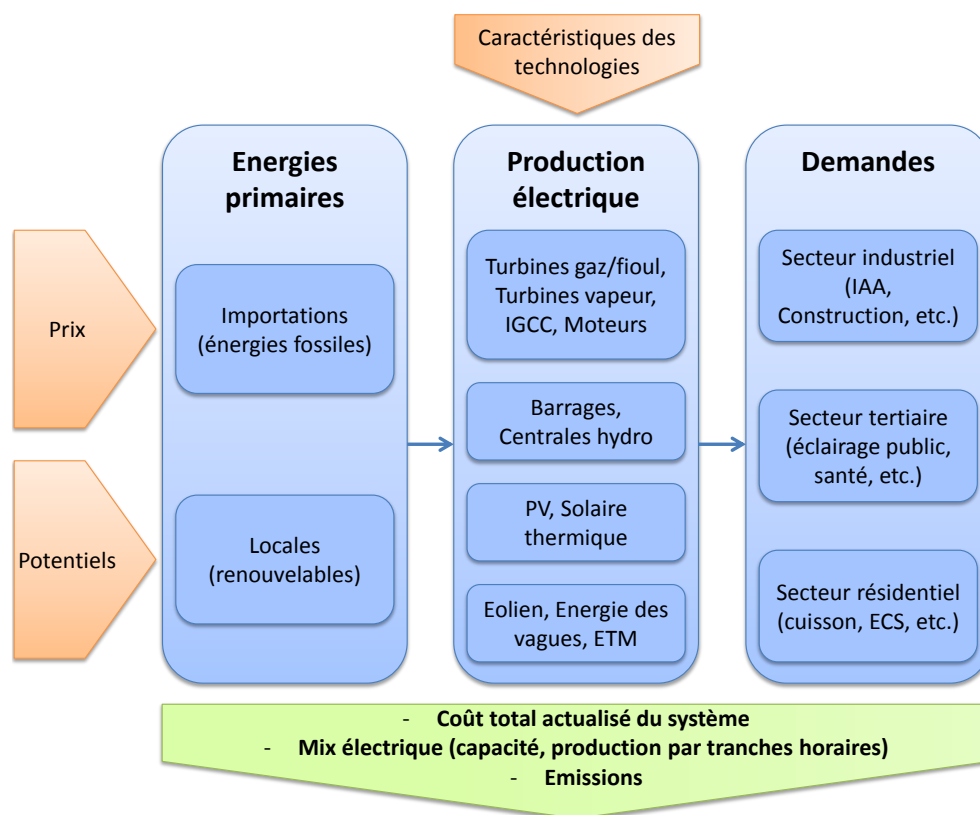 Caractéristiques des
technologies
Energies
primaires
Production
électrique
Demandes
Prix
Potentiels
Importations
(énergies fossiles)
Locales
(renouvelables)
Turbines gaz/fioul,
Turbines vapeur,
IGCC, Moteurs
Barrages,
Centrales hydro
PV, Solaire
thermique
Eolien, Energie des
vagues, ETM
Secteur industriel
(IAA,
Construction, etc.)
Secteur tertiaire
(éclairage public,
santé, etc.)
Secteur résidentiel
(cuisson, ECS, etc.)
- Coût total actualisé du système
- Mix électrique (capacité, production par tranches horaires)
- Emissions